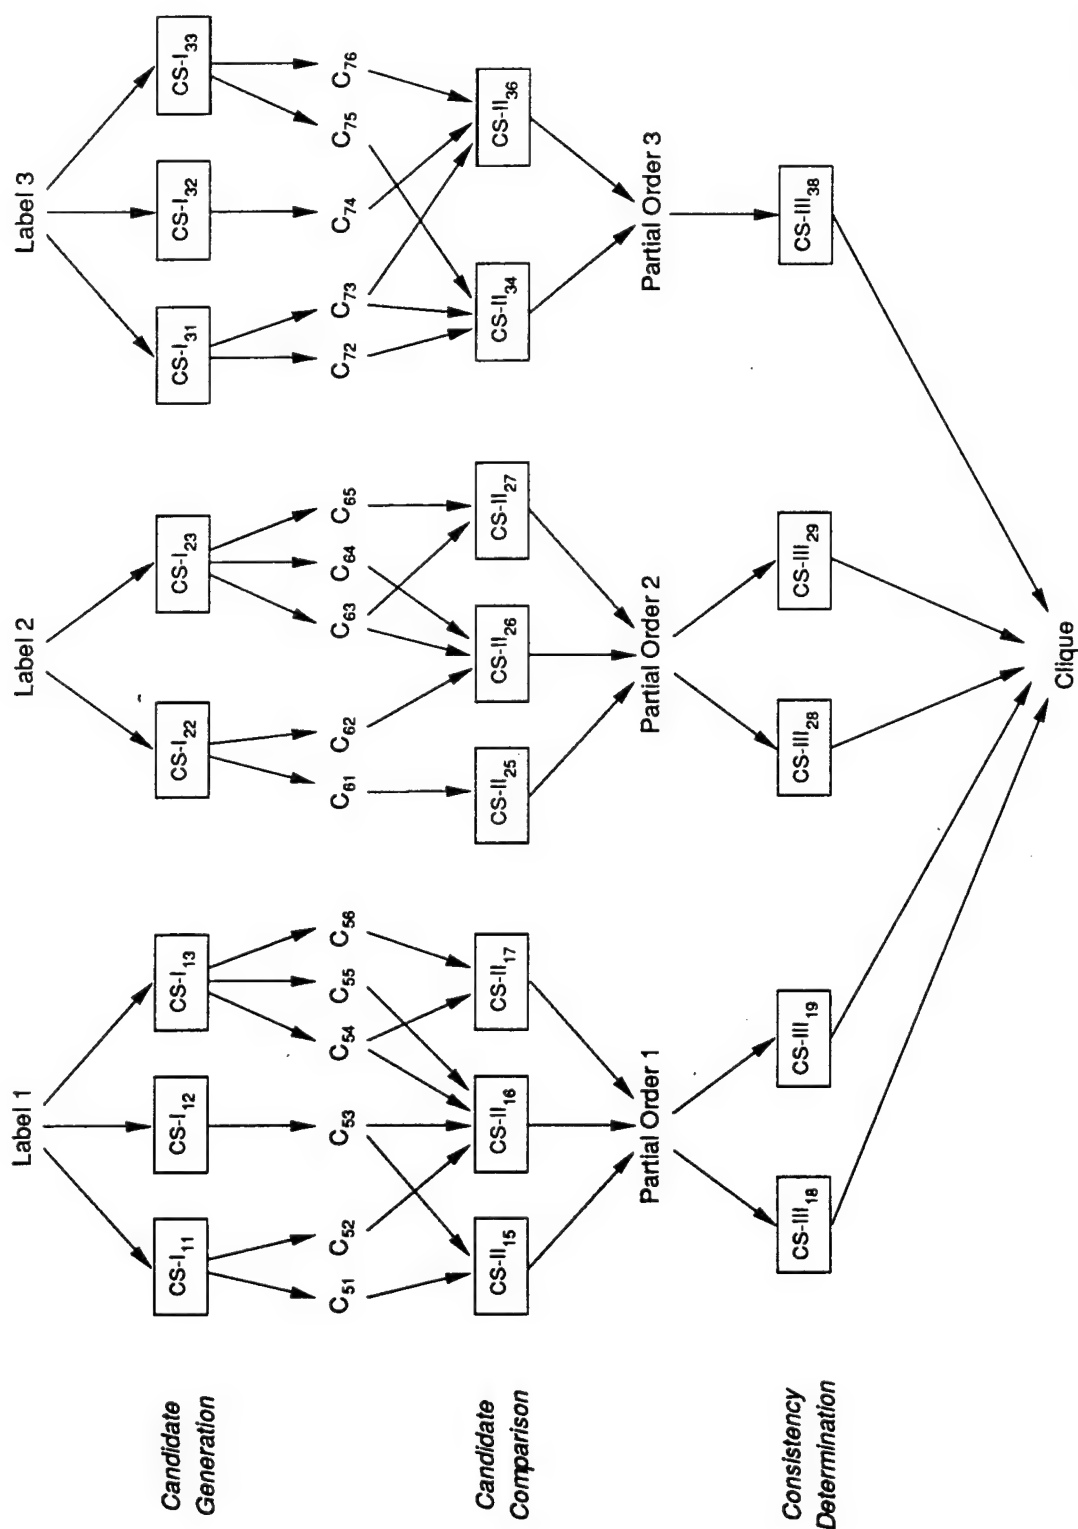 Label 1
Label 2
Label 3
Candidate
Generation
CS-I₁₁
CS-I₁₂
CS-I₁₃
CS-I₂₂
CS-I₂₃
CS-I₃₁
CS-I₃₂
CS-I₃₃
C₅₁
C₅₂
C₅₃
C₅₄
C₅₅
C₅₆
C₆₁
C₆₂
C₆₃
C₆₄
C₆₅
C₇₂
C₇₃
C₇₄
C₇₅
C₇₆
Candidate
Comparison
CS-II₁₅
CS-II₁₆
CS-II₁₇
CS-II₂₅
CS-II₂₆
CS-II₂₇
CS-II₃₄
CS-II₃₆
Partial Order 1
Partial Order 2
Partial Order 3
Consistency
Determination
CS-III₁₈
CS-III₁₉
CS-III₂₈
CS-III₂₉
CS-III₃₈
Clique